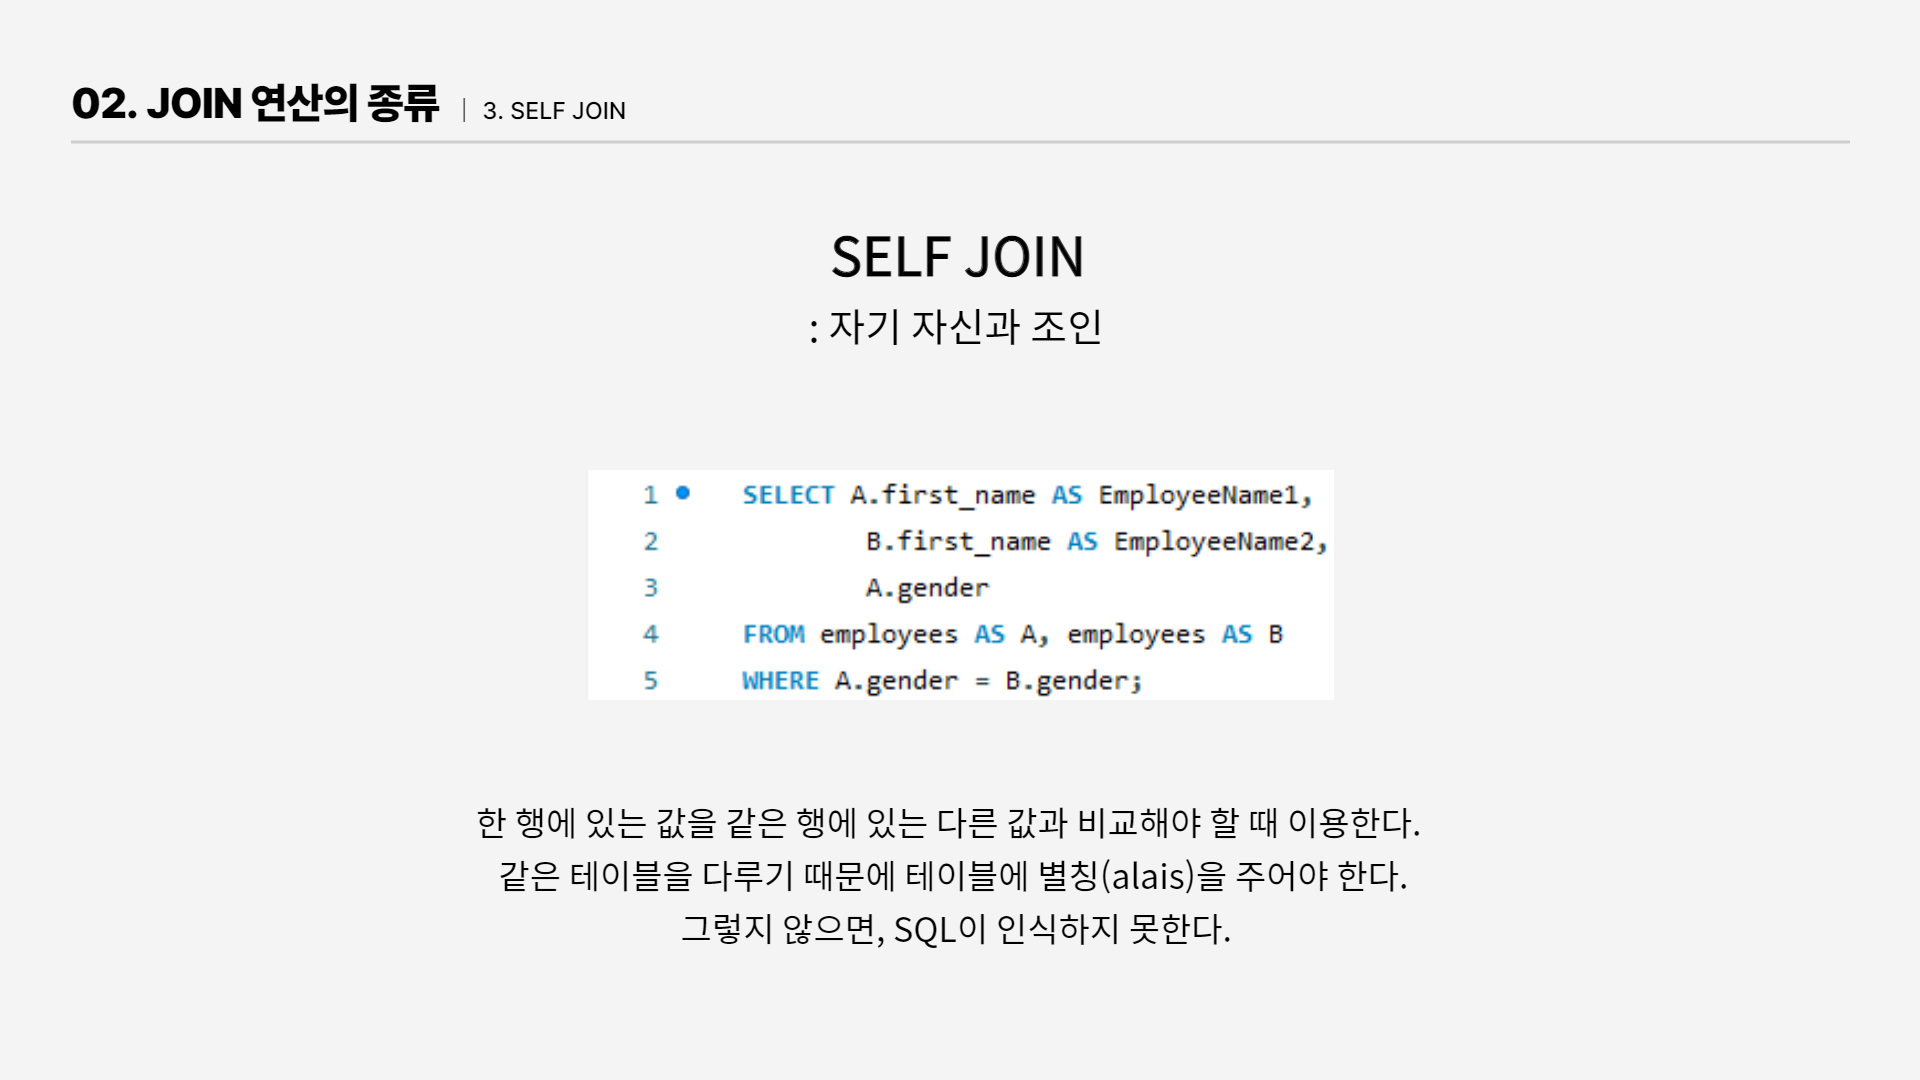 02. JOIN 연산의 종류 | 3. SELF JOIN
SELF JOIN
: 자기 자신과 조인
1 SELECT A.first_name AS EmployeeName1,
2 B.first_name AS EmployeeName2,
3 A.gender
4 FROM employees AS A, employees AS B
5 WHERE A.gender = B.gender;
한 행에 있는 값을 같은 행에 있는 다른 값과 비교해야 할 때 이용한다.
같은 테이블을 다루기 때문에 테이블에 별칭(alais)을 주어야 한다.
그렇지 않으면, SQL이 인식하지 못한다.